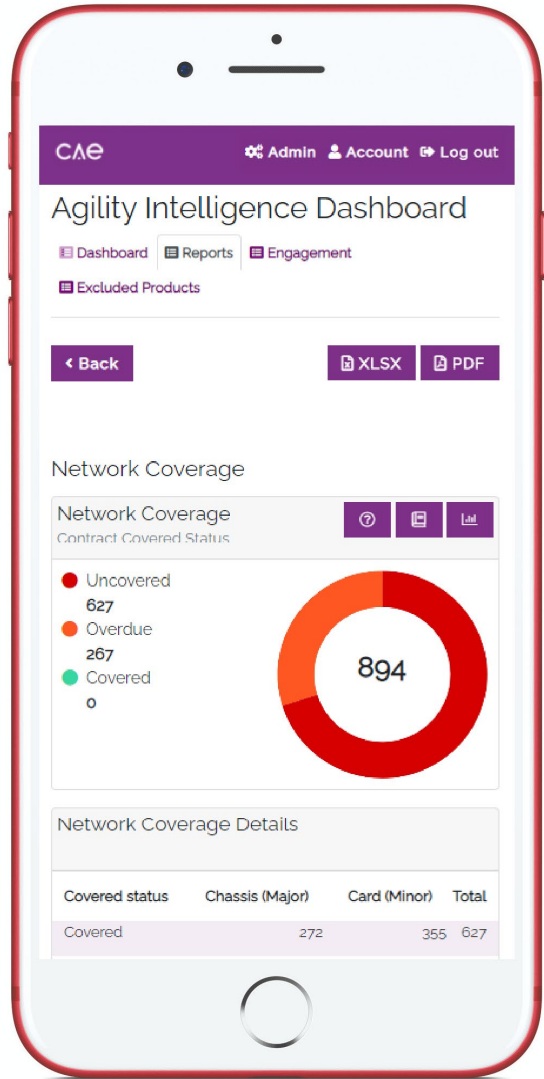 CAE
Admin Account Log out
Agility Intelligence Dashboard
Dashboard Reports Engagement
Excluded Products
Back XLSX PDF
Network Coverage
Network Coverage
Contract Covered Status
Uncovered
627
Overdue
267
Covered
0
894
Network Coverage Details
Covered status Chassis (Major) Card (Minor) Total
Covered 272 355 627